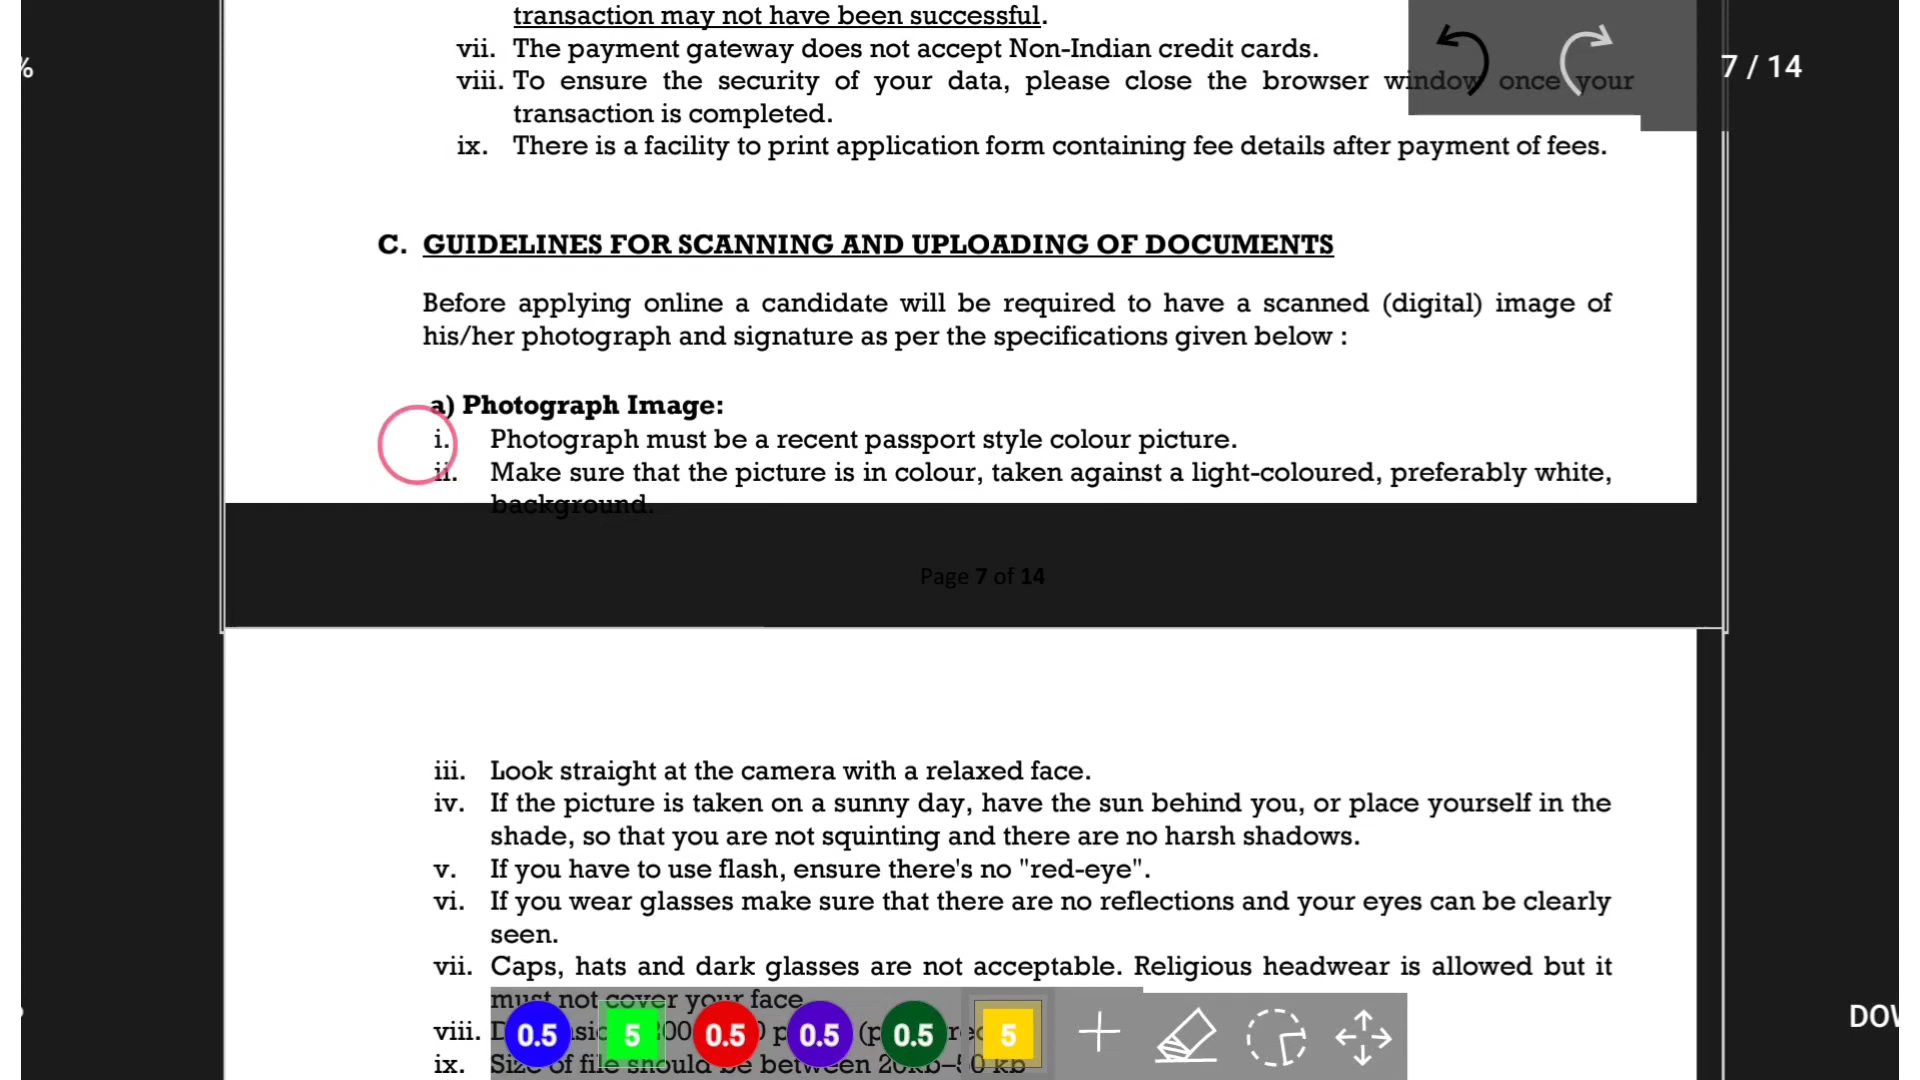 transaction may not have been successful.
vii. The payment gateway does not accept Non-Indian credit cards.
viii. To ensure the security of your data, please close the browser window once your
transaction is completed.
ix. There is a facility to print application form containing fee details after payment of fees.
%
7 / 14
C. GUIDELINES FOR SCANNING AND UPLOADING OF DOCUMENTS
Before applying online a candidate will be required to have a scanned (digital) image of
his/her photograph and signature as per the specifications given below :
a) Photograph Image:
i. Photograph must be a recent passport style colour picture.
ii. Make sure that the picture is in colour, taken against a light-coloured, preferably white,
background.
Page 7 of 14
iii. Look straight at the camera with a relaxed face.
iv. If the picture is taken on a sunny day, have the sun behind you, or place yourself in the
shade, so that you are not squinting and there are no harsh shadows.
v. If you have to use flash, ensure there's no "red-eye".
vi. If you wear glasses make sure that there are no reflections and your eyes can be clearly
seen.
vii. Caps, hats and dark glasses are not acceptable. Religious headwear is allowed but it
must not cover your face
viii.
ix. Size of file should be between 20kb–50 kb
0.5 5 0.5 0.5 0.5 5